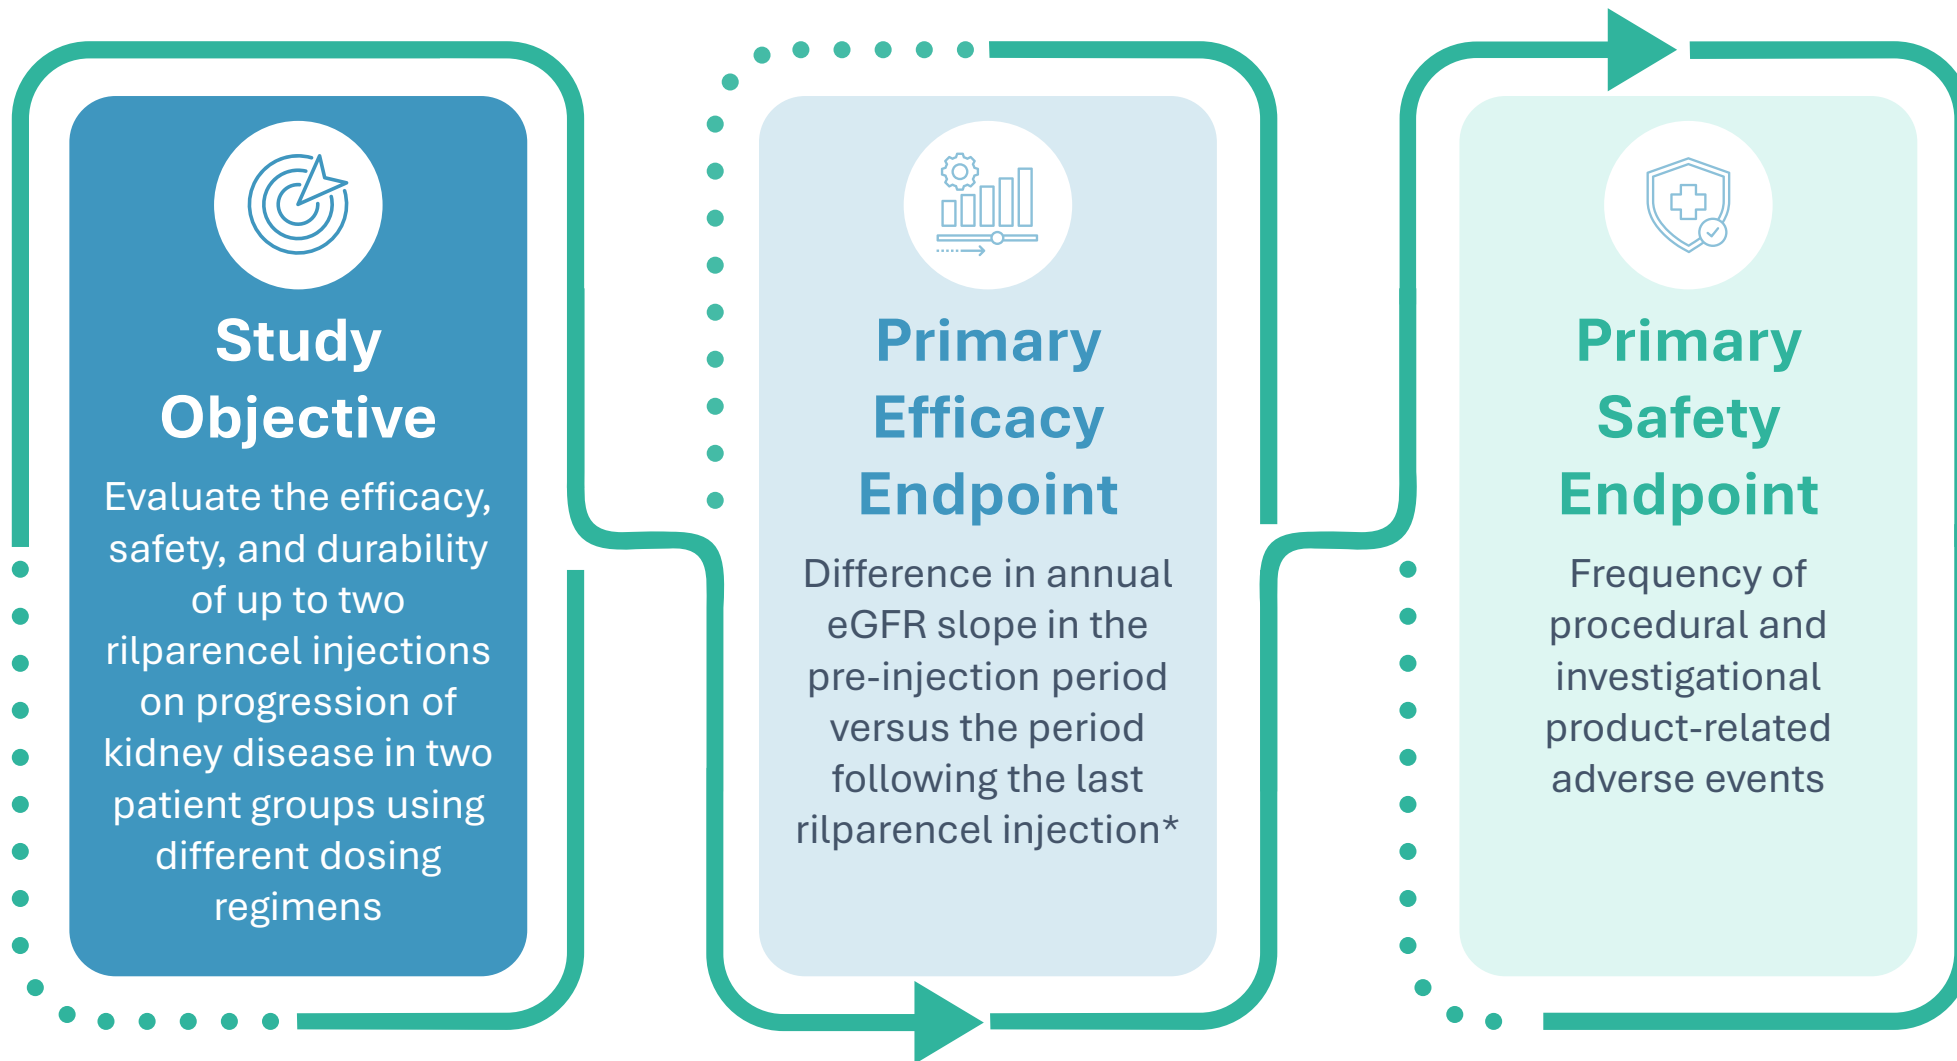 Study
Objective
Evaluate the efficacy,
safety, and durability
of up to two
rilparencel injections
on progression of
kidney disease in two
patient groups using
different dosing
regimens
Primary
Efficacy
Endpoint
Difference in annual
eGFR slope in the
pre-injection period
versus the period
following the last
rilparencel injection*
Primary
Safety
Endpoint
Frequency of
procedural and
investigational
product-related
adverse events